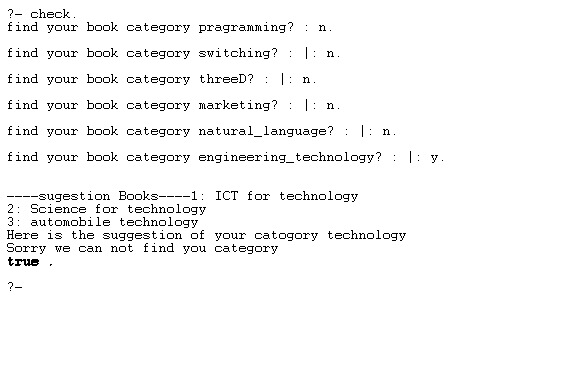 ?- check.
find your book category pragramming? : n.
find your book category switching? : |: n.
find your book category threeD? : |: n.
find your book category marketing? : |: n.
find your book category natural_language? : |: n.
find your book category engineering_technology? : |: y.
----sugestion Books----1: ICT for technology
2: Science for technology
3: automobile technology
Here is the suggestion of your catogory technology
Sorry we can not find you category
true .
?-